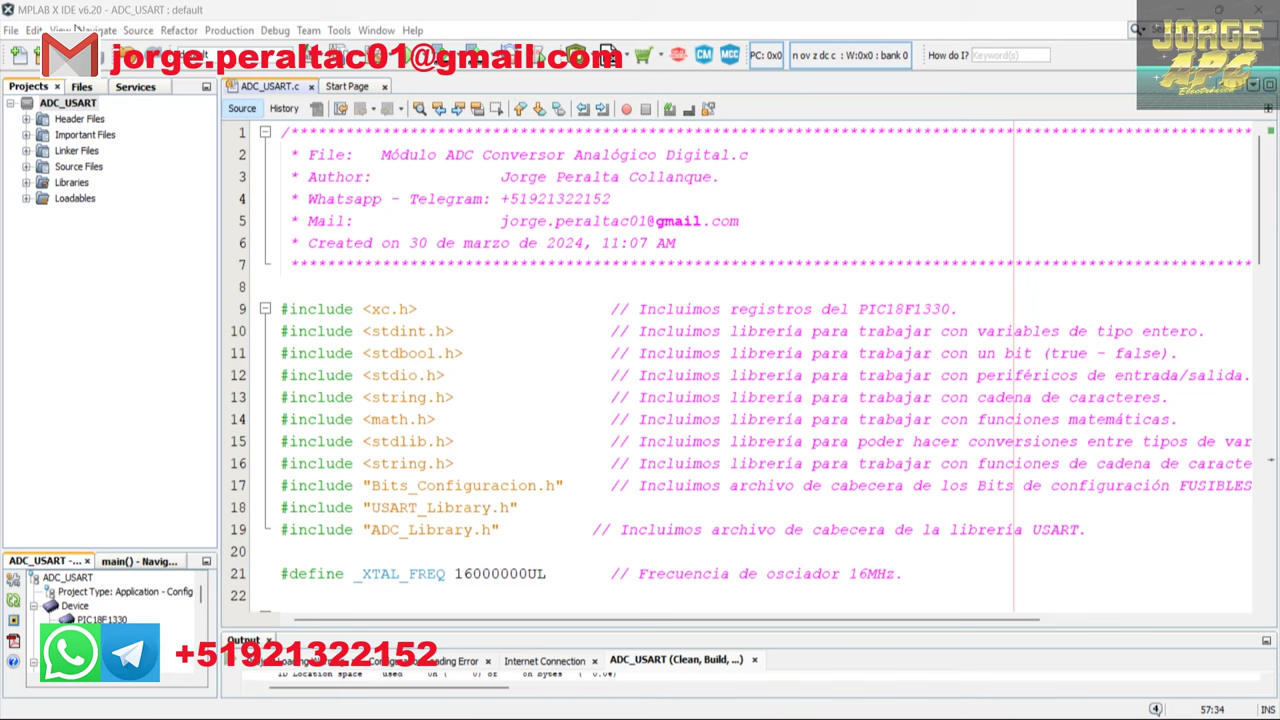 MPLAB X IDE v6.20 - ADC_USART : default
File Edit View Navigate Source Refactor Production Debug Team Tools Window Help
jorge.peraltac01@gmail.com
PC: 0x0
n ov z dc c : W:0x0 : bank 0
How do I? Keyword(s)
JORGE
APC
Electrónica
Projects Files Services
ADC_USART.c Start Page
Source History
ADC_USART
Header Files
Important Files
Linker Files
Source Files
Libraries
Loadables
1 /****************************************************************************************************
2 * File: Módulo ADC Conversor Analógico Digital.c
3 * Author: Jorge Peralta Collanque.
4 * Whatsapp - Telegram: +51921322152
5 * Mail: jorge.peraltac01@gmail.com
6 * Created on 30 de marzo de 2024, 11:07 AM
7 ****************************************************************************************************
8
9 #include <xc.h> // Incluimos registros del PIC18F1330.
10 #include <stdint.h> // Incluimos librería para trabajar con variables de tipo entero.
11 #include <stdbool.h> // Incluimos librería para trabajar con un bit (true - false).
12 #include <stdio.h> // Incluimos librería para trabajar con periféricos de entrada/salida.
13 #include <string.h> // Incluimos librería para trabajar con cadena de caracteres.
14 #include <math.h> // Incluimos librería para trabajar con funciones matemáticas.
15 #include <stdlib.h> // Incluimos librería para poder hacer conversiones entre tipos de var
16 #include <string.h> // Incluimos librería para trabajar con funciones de cadena de caracte
17 #include "Bits_Configuracion.h" // Incluimos archivo de cabecera de los Bits de configuración FUSIBLES
18 #include "USART_Library.h"
19 #include "ADC_Library.h" // Incluimos archivo de cabecera de la librería USART.
20
21 #define _XTAL_FREQ 16000000UL // Frecuencia de osciador 16MHz.
22
ADC_USART -... main() - Navig...
ADC_USART
Project Type: Application - Config
Device
PIC18F1330
+51921322152
Output
Loading Error Internet Connection ADC_USART (Clean, Build, ...)
ID Location space used
57:34 INS